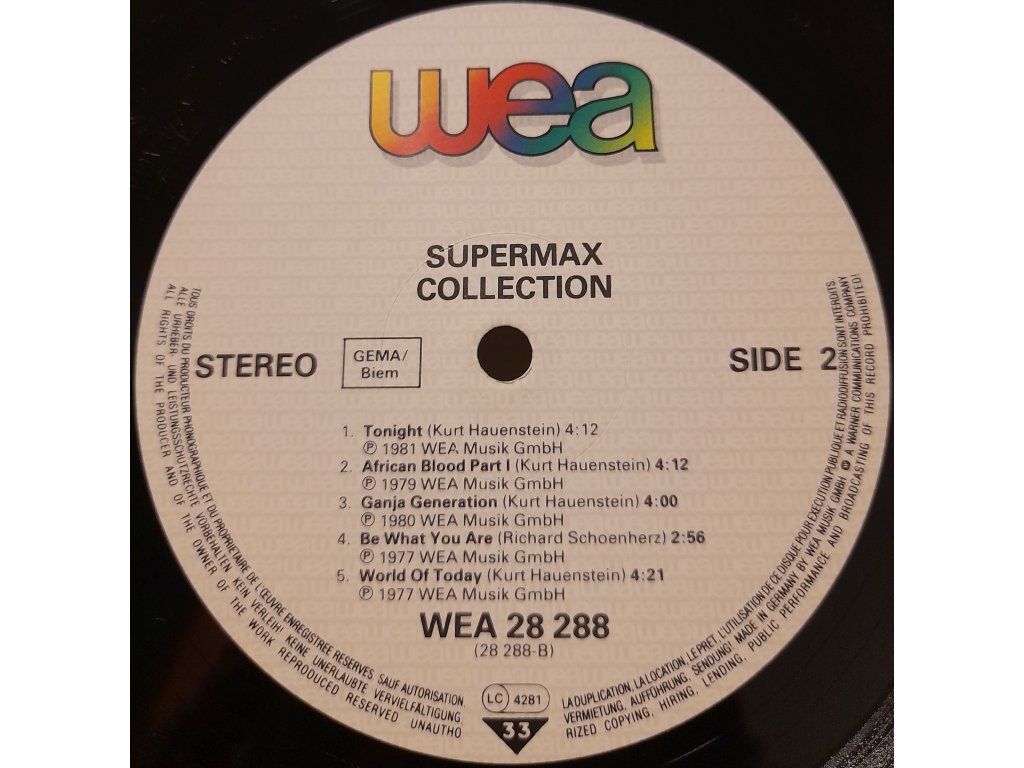 wea
SUPERMAX
COLLECTION
STEREO
GEMA/
Biem
SIDE 2
1. Tonight (Kurt Hauenstein) 4:12
℗ 1981 WEA Musik GmbH
2. African Blood Part I (Kurt Hauenstein) 4:12
℗ 1979 WEA Musik GmbH
3. Ganja Generation (Kurt Hauenstein) 4:00
℗ 1980 WEA Musik GmbH
4. Be What You Are (Richard Schoenherz) 2:56
℗ 1977 WEA Musik GmbH
5. World Of Today (Kurt Hauenstein) 4:21
℗ 1977 WEA Musik GmbH
WEA 28 288
(28 288-B)
LC 4281
33
TOUS DROITS DU PRODUCTEUR PHONOGRAPHIQUE ET DU PROPRIETAIRE DE L'ŒUVRE ENREGISTREE RESERVES. SAUF AUTORISATION,
ALLE URHEBER- UND LEISTUNGSSCHUTZRECHTE VORBEHALTEN KEIN VERLEIH! KEINE UNERLAUBTE VERVIELFÄLTIGUNG,
ALL RIGHTS OF THE PRODUCER AND OF THE OWNER OF THE WORK REPRODUCED RESERVED UNAUTHO
LA DUPLICATION, LA LOCATION, LE PRET, L'UTILISATION DE CE DISQUE POUR EXECUTION PUBLIQUE ET RADIODIFFUSION SONT INTERDITS.
VERMIETUNG, AUFFÜHRUNG, SENDUNG! MADE IN GERMANY BY WEA MUSIK GMBH A WARNER COMMUNICATIONS COMPANY
RIZED COPYING, HIRING, LENDING, PUBLIC PERFORMANCE AND BROADCASTING OF THIS RECORD PROHIBITED!